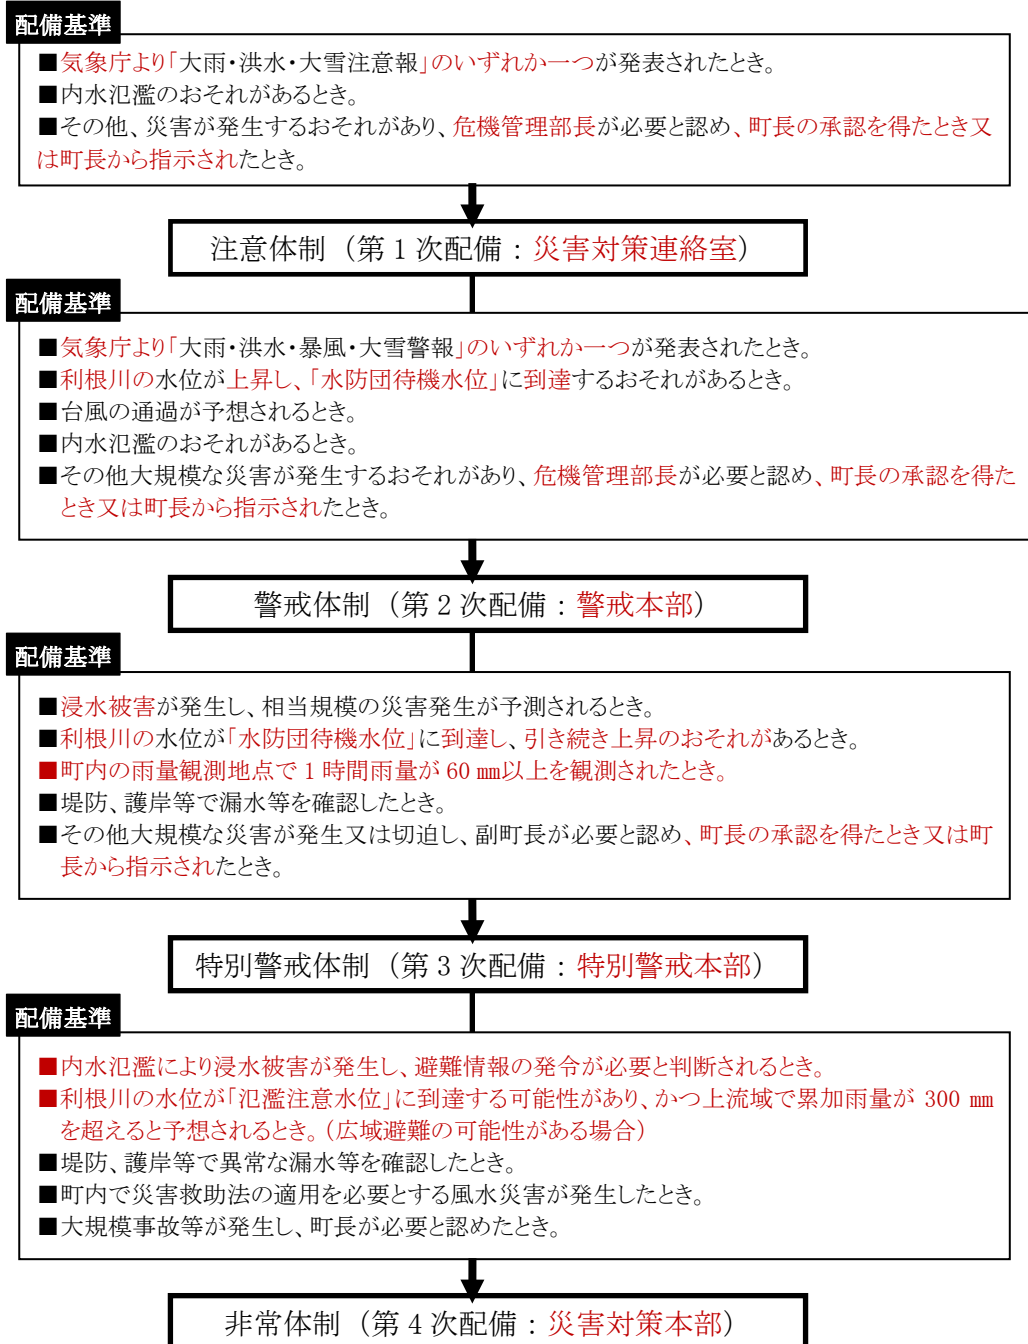 配備基準
■気象庁より「大雨・洪水・大雪注意報」のいずれか一つが発表されたとき。
■内水氾濫のおそれがあるとき。
■その他、災害が発生するおそれがあり、危機管理部長が必要と認め、町長の承認を得たとき又
は町長から指示されたとき。
注意体制（第1次配備：災害対策連絡室）
配備基準
■気象庁より「大雨・洪水・暴風・大雪警報」のいずれか一つが発表されたとき。
■利根川の水位が上昇し、「水防団待機水位」に到達するおそれがあるとき。
■台風の通過が予想されるとき。
■内水氾濫のおそれがあるとき。
■その他大規模な災害が発生するおそれがあり、危機管理部長が必要と認め、町長の承認を得た
とき又は町長から指示されたとき。
警戒体制（第2次配備：警戒本部）
配備基準
■浸水被害が発生し、相当規模の災害発生が予測されるとき。
■利根川の水位が「水防団待機水位」に到達し、引き続き上昇のおそれがあるとき。
■町内の雨量観測地点で1時間雨量が 60 ㎜以上を観測されたとき。
■堤防、護岸等で漏水等を確認したとき。
■その他大規模な災害が発生又は切迫し、副町長が必要と認め、町長の承認を得たとき又は町
長から指示されたとき。
特別警戒体制（第3次配備：特別警戒本部）
配備基準
■内水氾濫により浸水被害が発生し、避難情報の発令が必要と判断されるとき。
■利根川の水位が「氾濫注意水位」に到達する可能性があり、かつ上流域で累加雨量が 300 ㎜
を超えると予想されるとき。（広域避難の可能性がある場合）
■堤防、護岸等で異常な漏水等を確認したとき。
■町内で災害救助法の適用を必要とする風水災害が発生したとき。
■大規模事故等が発生し、町長が必要と認めたとき。
非常体制（第4次配備：災害対策本部）